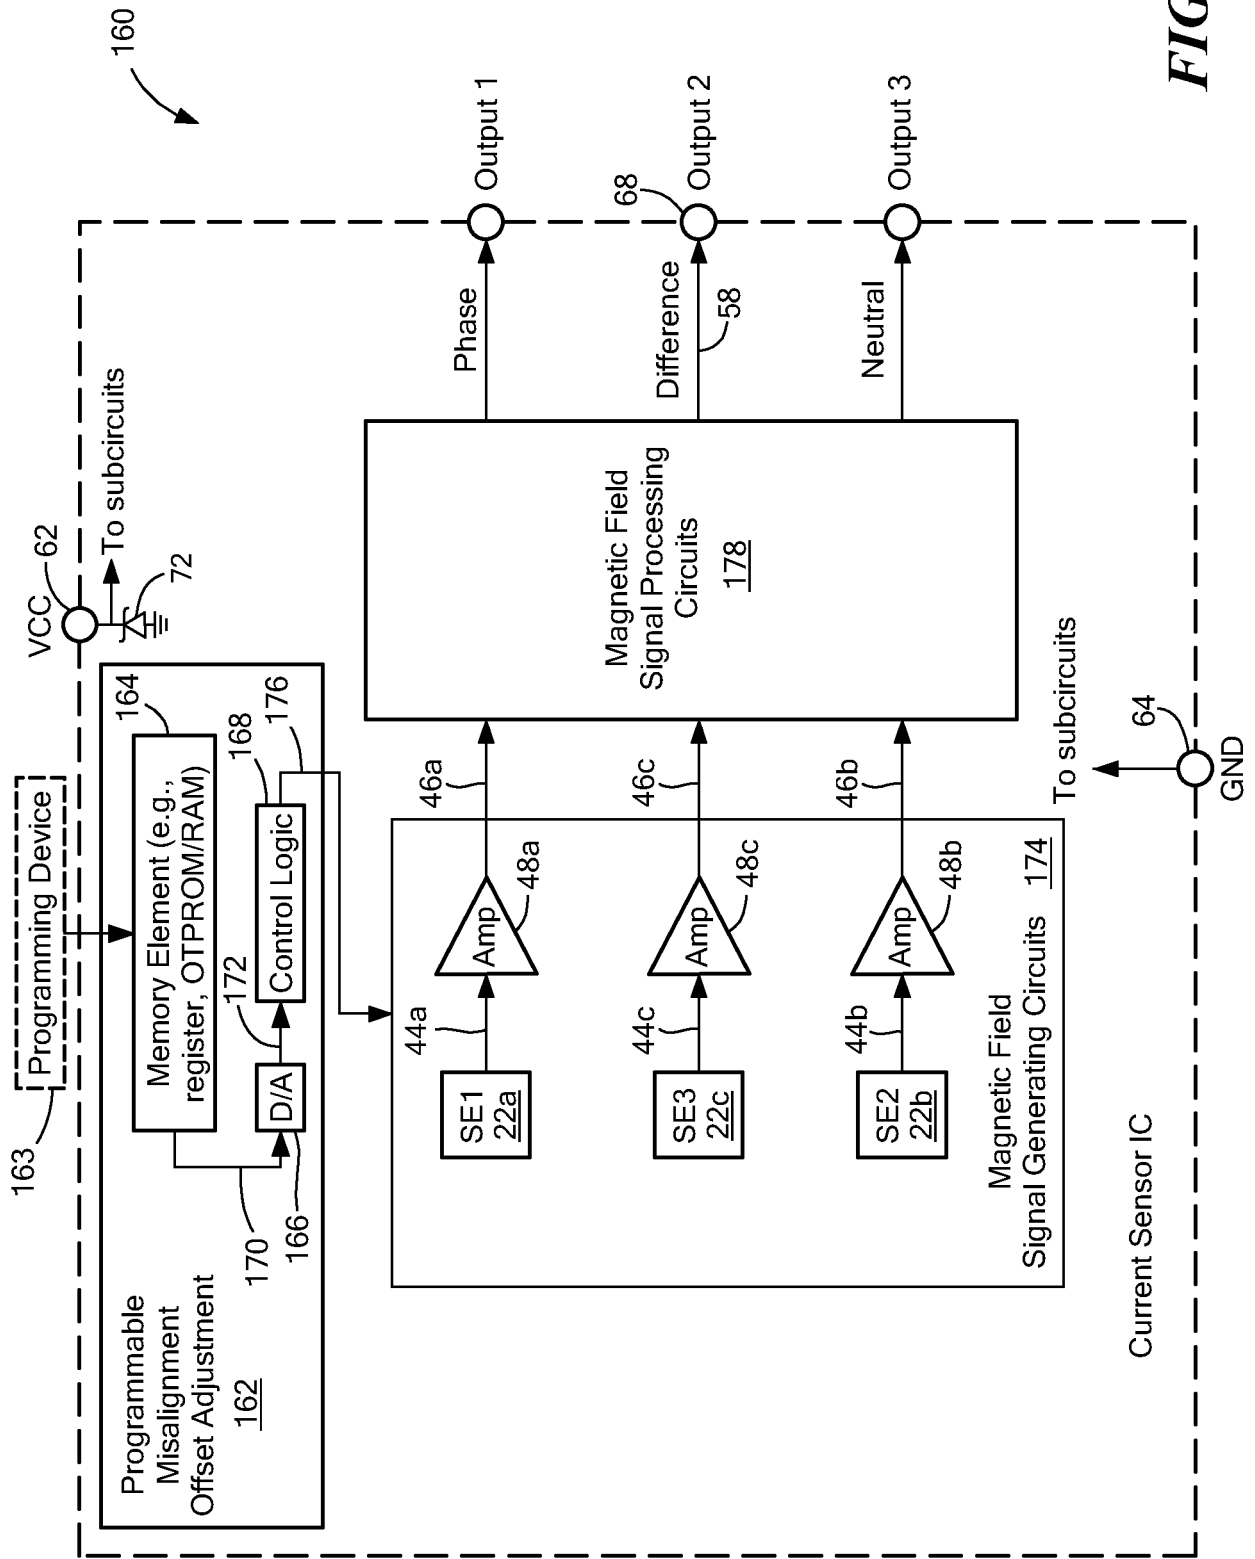 163
Programming Device
VCC
62
To subcircuits
72
160
Programmable
Misalignment
Offset Adjustment
162
164
Memory Element (e.g.,
register, OTPROM/RAM)
170
166
D/A
172
Control Logic
168
176
SE1
22a
44a
Amp
48a
46a
SE3
22c
44c
Amp
48c
46c
SE2
22b
44b
Amp
48b
46b
Magnetic Field
Signal Generating Circuits 174
Magnetic Field
Signal Processing
Circuits
178
Phase
Output 1
Difference
58
68
Output 2
Neutral
Output 3
To subcircuits
64
GND
Current Sensor IC
FIG